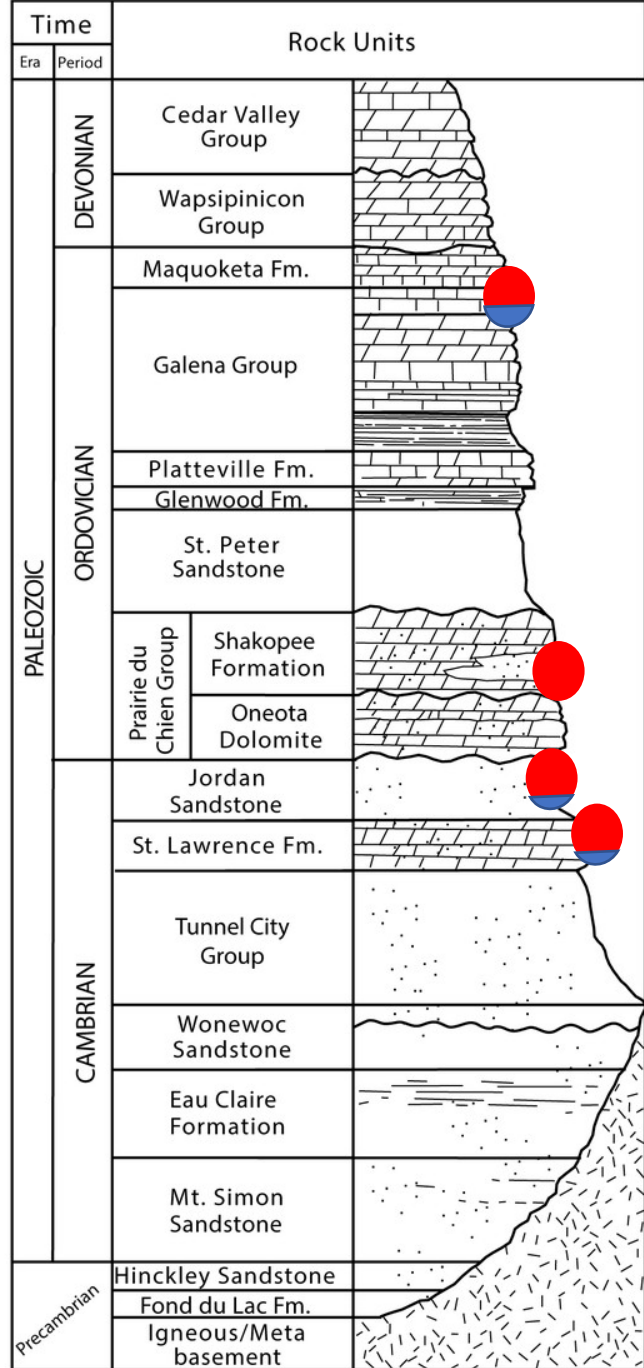 Time
Rock Units
Era
Period
PALEOZOIC
DEVONIAN
Cedar Valley
Group
Wapsipinicon
Group
ORDOVICIAN
Maquoketa Fm.
Galena Group
Platteville Fm.
Glenwood Fm.
St. Peter
Sandstone
Prairie du
Chien Group
Shakopee
Formation
Oneota
Dolomite
CAMBRIAN
Jordan
Sandstone
St. Lawrence Fm.
Tunnel City
Group
Wonewoc
Sandstone
Eau Claire
Formation
Mt. Simon
Sandstone
Precambrian
Hinckley Sandstone
Fond du Lac Fm.
Igneous/Meta
basement